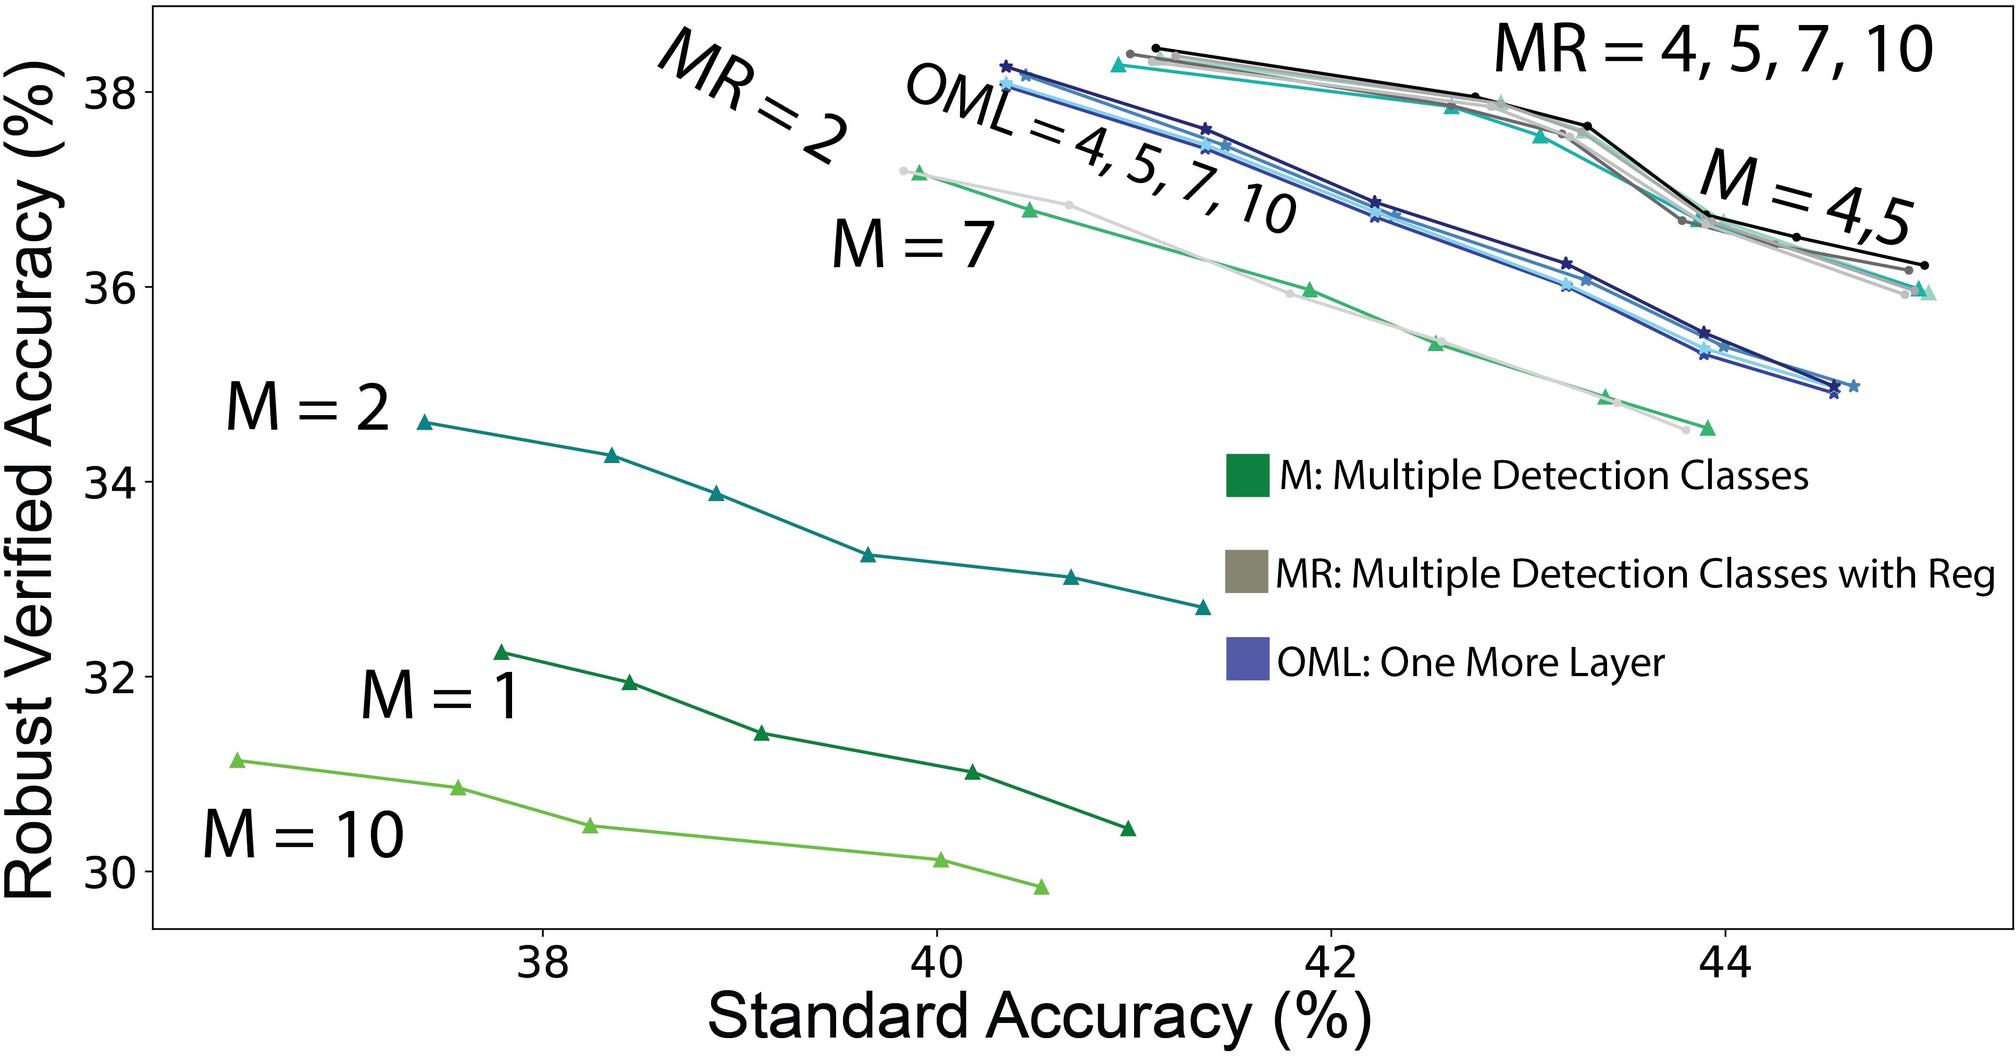 MR = 4, 5, 7, 10
MR = 2
OML = 4, 5, 7, 10
M = 4,5
M = 7
M = 2
M = 1
M = 10
M: Multiple Detection Classes
MR: Multiple Detection Classes with Reg
OML: One More Layer
Robust Verified Accuracy (%)
38
36
34
32
30
38 40 42 44
Standard Accuracy (%)